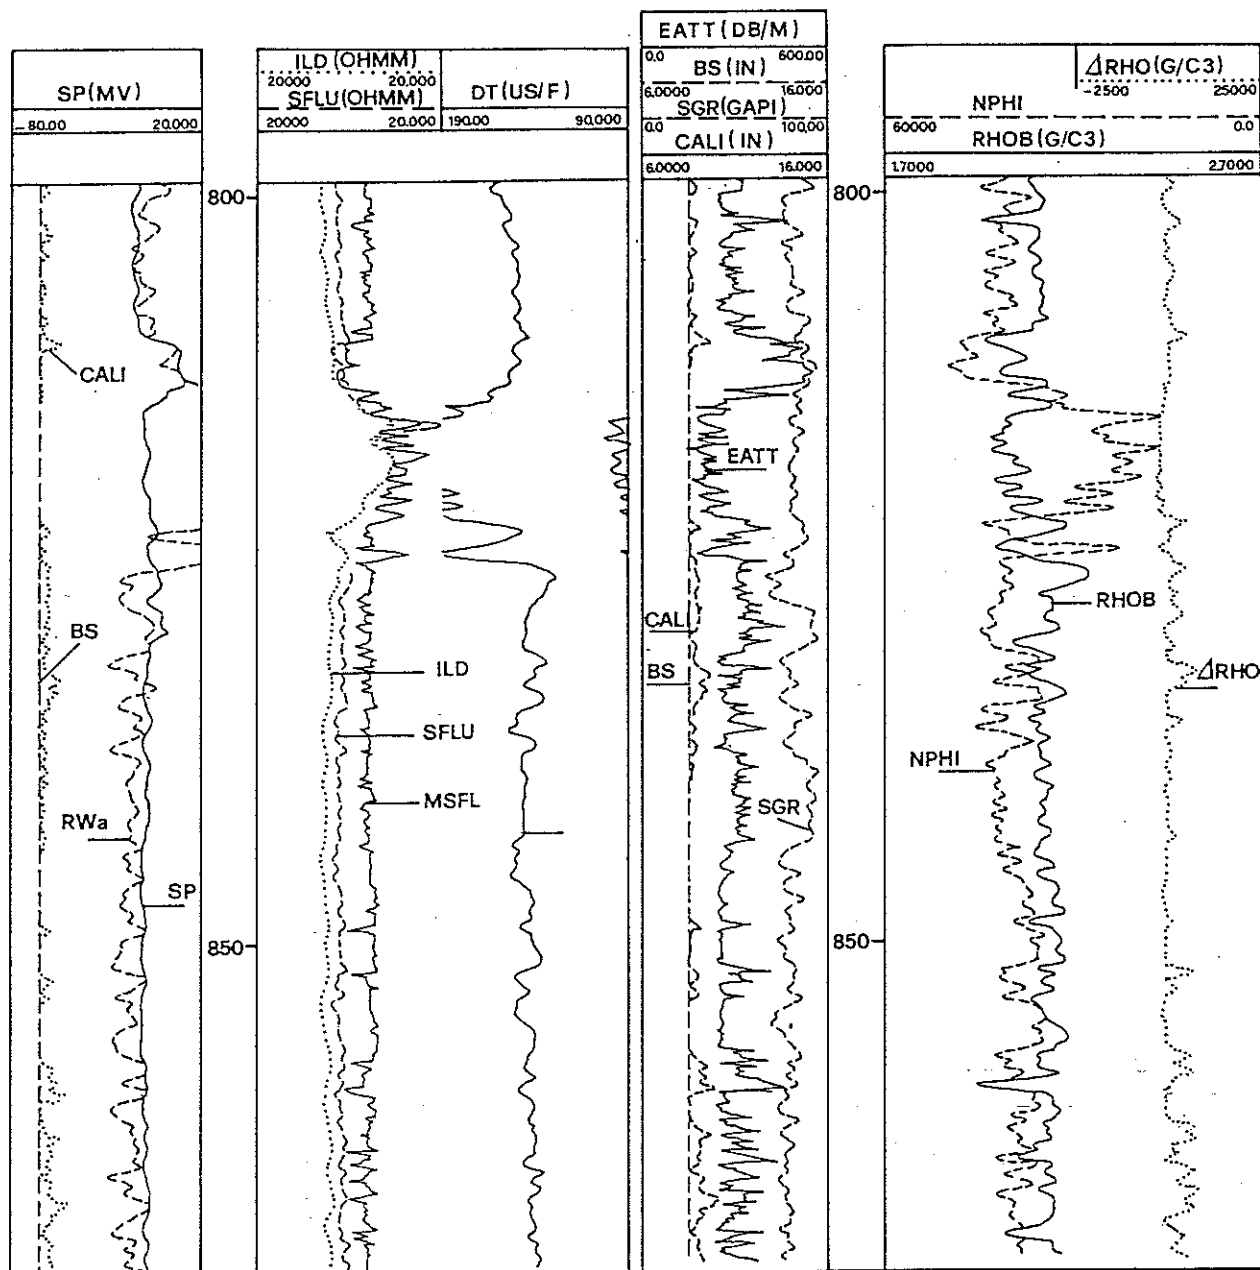 SP(MV)
-80.00 20.000
ILD (OHMM)
20000 20.000
SFLU(OHMM)
20000 20.000
DT(US/F)
190.00 90.000
EATT(DB/M)
0.0 600.00
BS(IN)
6.0000 16.000
SGR(GAPI)
0.0 100.00
CALI(IN)
6.0000 16.000
ΔRHO(G/C3)
-2500 25000
NPHI
60000 0.0
RHOB(G/C3)
1.7000 2.7000
800
800
CALI
EATT
RHOB
CALI
BS
BS
ILD
ΔRHO
SFLU
NPHI
MSFL
SGR
RWa
SP
850
850